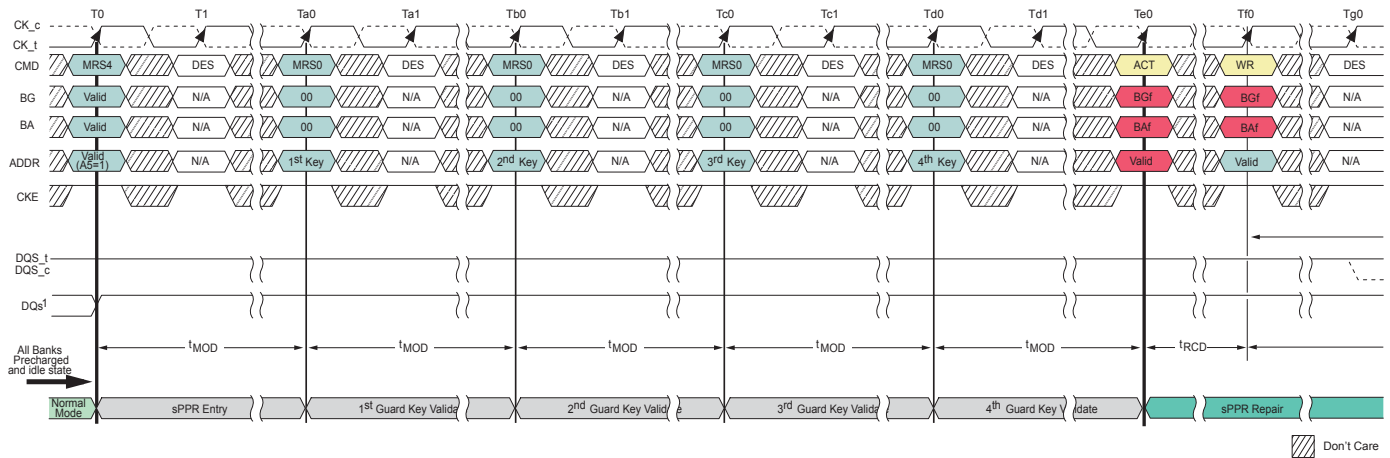 T0 T1 Ta0 Ta1 Tb0 Tb1 Tc0 Tc1 Td0 Td1 Te0 Tf0 Tg0
CK_c
CK_t
CMD MRS4 DES MRS0 DES MRS0 DES MRS0 DES MRS0 DES ACT WR DES
BG Valid N/A 00 N/A 00 N/A 00 N/A 00 N/A BGf BGf N/A
BA Valid N/A 00 N/A 00 N/A 00 N/A 00 N/A BAf BAf N/A
ADDR Valid (A5=1) N/A 1st Key N/A 2nd Key N/A 3rd Key N/A 4th Key N/A Valid Valid N/A
CKE
DQS_t
DQS_c
DQs1
tMOD tMOD tMOD tMOD tMOD tRCD
All Banks
Precharged
and idle state
Normal Mode sPPR Entry 1st Guard Key Valida 2nd Guard Key Valid e 3rd Guard Key Valida e 4th Guard Key V idate sPPR Repair
Don't Care